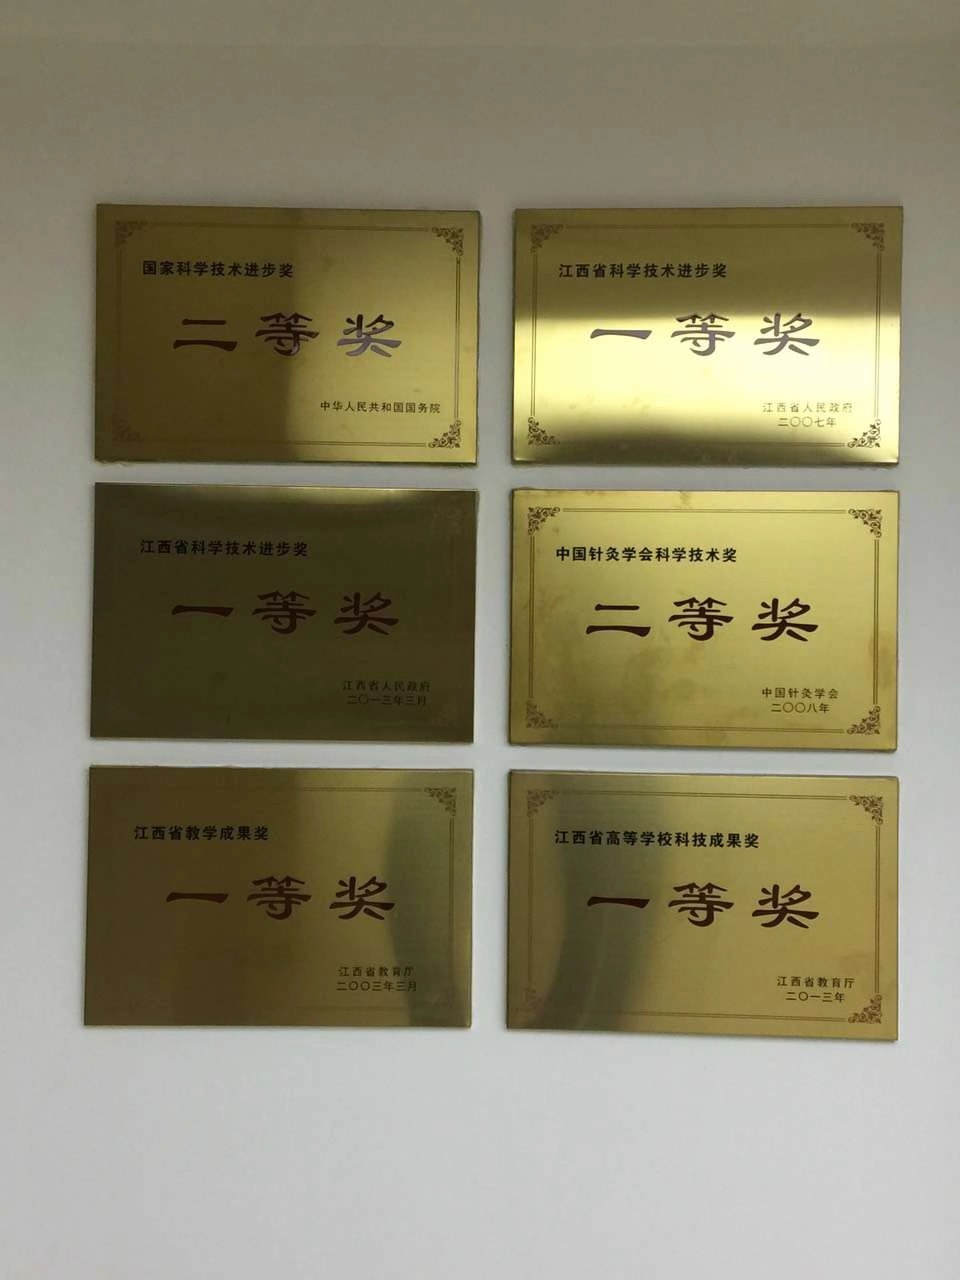 国家科学技术进步奖
二等奖
中华人民共和国国务院
江西省科学技术进步奖
一等奖
江西省人民政府
二〇〇七年
江西省科学技术进步奖
一等奖
江西省人民政府
二〇一三年三月
中国针灸学会科学技术奖
二等奖
中国针灸学会
二〇〇八年
江西省教学成果奖
一等奖
江西省教育厅
二〇〇三年三月
江西省高等学校科技成果奖
一等奖
江西省教育厅
二〇一三年